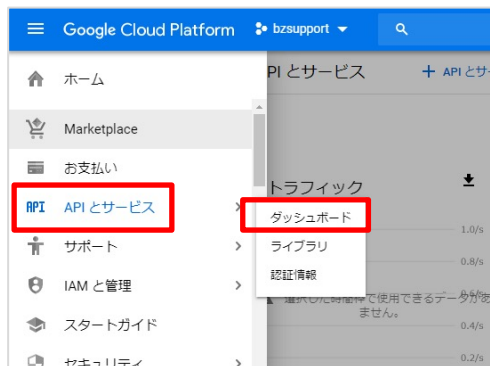 Google Cloud Platform
bzsupport
ホーム
PI とサービス
+ APIとサー
Marketplace
お支払い
トラフィック
API APIとサービス
ダッシュボード
1.0/s
サポート
ライブラリ
0.8/s
IAM と管理
認証情報
選択した時間枠で使用できるデータがあ
ません。
0.6/s
スタートガイド
0.4/s
セキュリティ
0.2/s